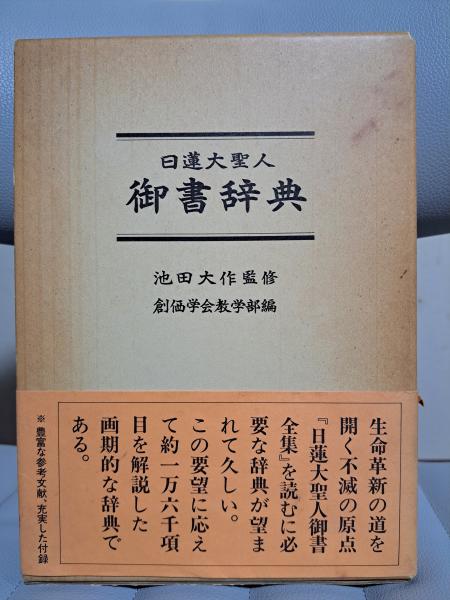 日蓮大聖人
御書辞典
池田大作監修
創価学会教学部編
生命革新の道を
開く不滅の原点
『日蓮大聖人御書
全集』を読むに必
要な辞典が望ま
れて久しい。
この要望に応え
て約一万六千項
目を解説した
画期的な辞典で
ある。
※豊富な参考文献、充実した付録